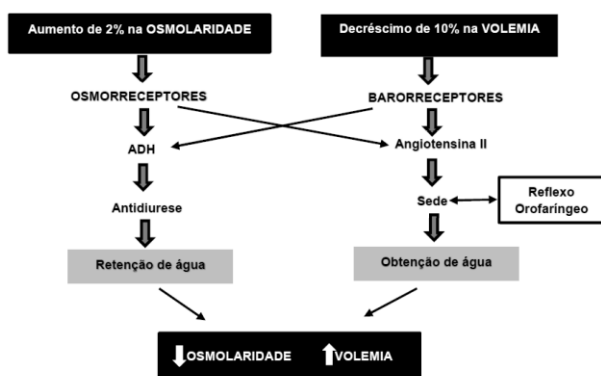 Aumento de 2% na OSMOLARIDADE
Decréscimo de 10% na VOLEMIA
OSMORRECEPTORES
BARORRECEPTORES
ADH
Angiotensina II
Antidiurese
Sede
Reflexo
Orofaríngeo
Retenção de água
Obtenção de água
OSMOLARIDADE
VOLEMIA